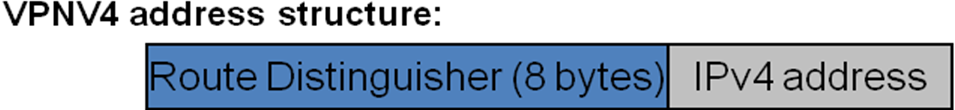 VPNV4 address structure:
Route Distinguisher (8 bytes) IPv4 address